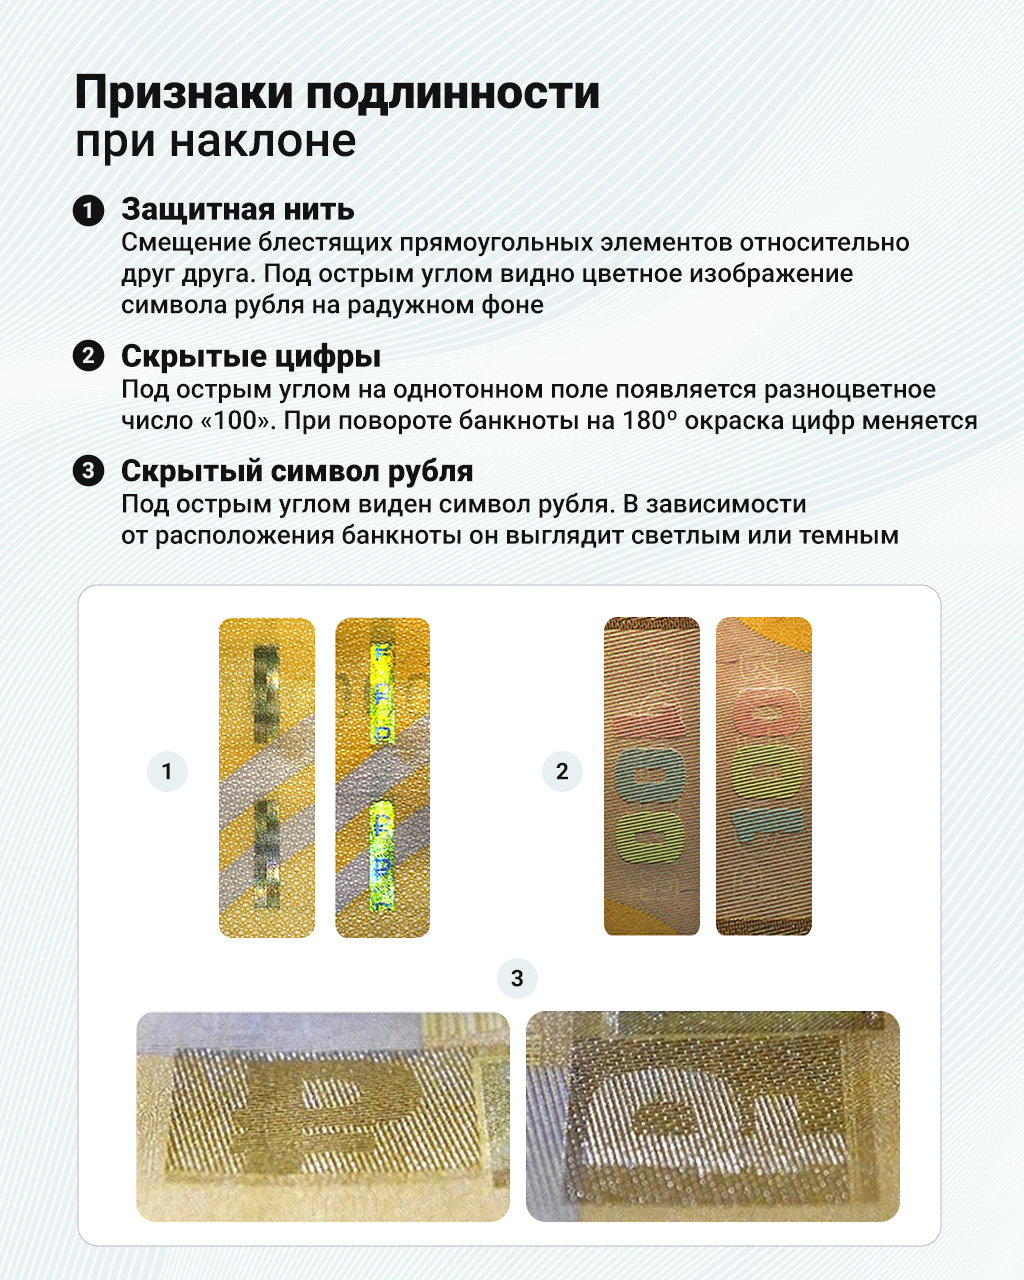 Признаки подлинности
при наклоне
1 Защитная нить
Смещение блестящих прямоугольных элементов относительно
друг друга. Под острым углом видно цветное изображение
символа рубля на радужном фоне
2 Скрытые цифры
Под острым углом на однотонном поле появляется разноцветное
число «100». При повороте банкноты на 180º окраска цифр меняется
3 Скрытый символ рубля
Под острым углом виден символ рубля. В зависимости
от расположения банкноты он выглядит светлым или темным
1
2
100
100
3